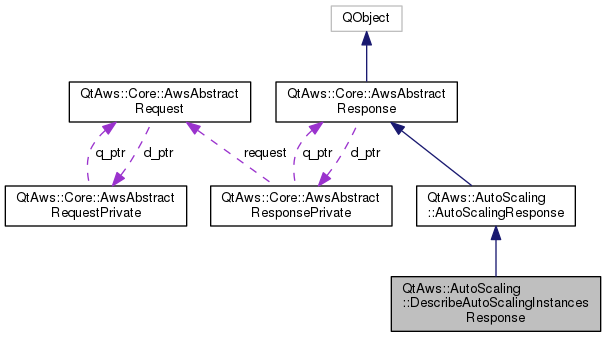 QObject
QtAws::Core::AwsAbstract
Request
QtAws::Core::AwsAbstract
Response
q_ptr
d_ptr
request
q_ptr
d_ptr
QtAws::Core::AwsAbstract
RequestPrivate
QtAws::Core::AwsAbstract
ResponsePrivate
QtAws::AutoScaling
::AutoScalingResponse
QtAws::AutoScaling
::DescribeAutoScalingInstances
Response